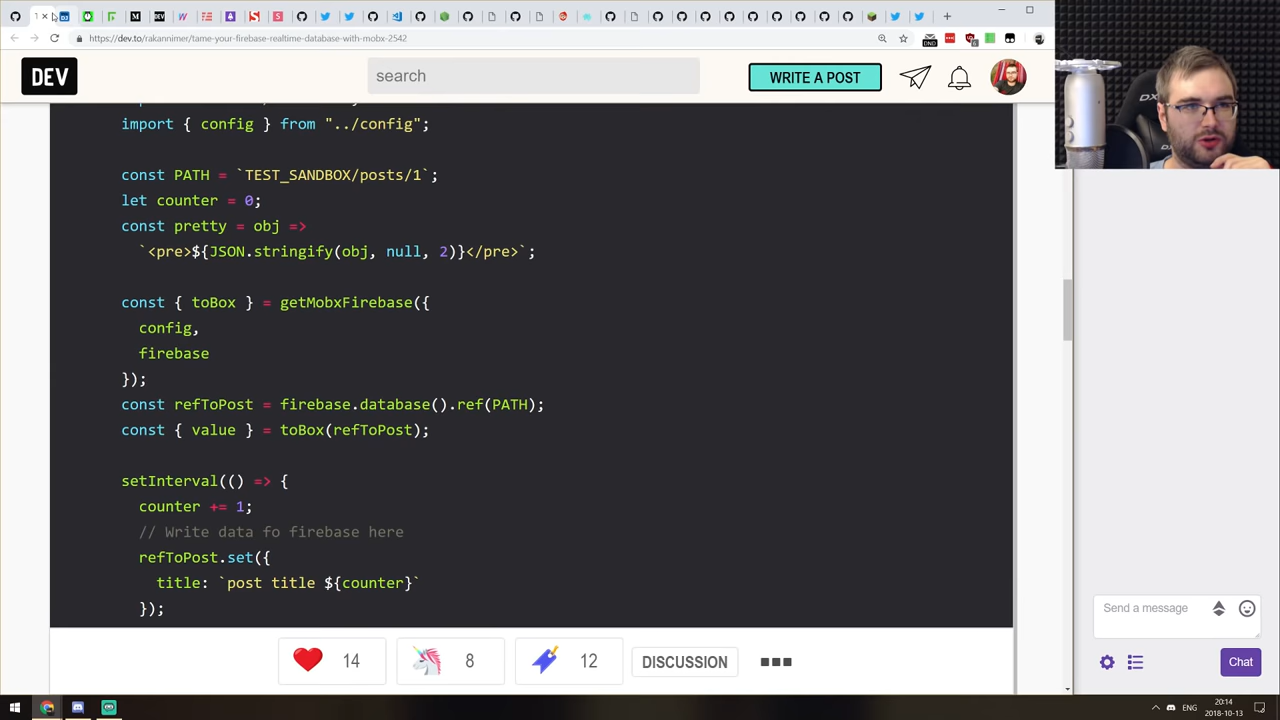 https://dev.to/rakannimer/tame-your-firebase-realtime-database-with-mobx-2542
DEV
search
WRITE A POST
import { config } from "../config";
const PATH = `TEST_SANDBOX/posts/1`;
let counter = 0;
const pretty = obj =>
`<pre>${JSON.stringify(obj, null, 2)}</pre>`;
const { toBox } = getMobxFirebase({
config,
firebase
});
const refToPost = firebase.database().ref(PATH);
const { value } = toBox(refToPost);
setInterval(() => {
counter += 1;
// Write data fo firebase here
refToPost.set({
title: `post title ${counter}`
});
14
8
12
DISCUSSION
Send a message
Chat
ENG
20:14
2018-10-13